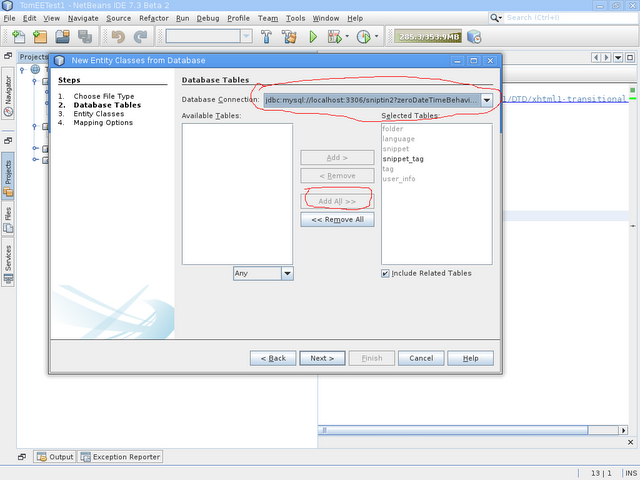 TomEETest1 - NetBeans IDE 7.3 Beta 2
File Edit View Navigate Source Refactor Run Debug Profile Team Tools Window Help
Search (Ctrl+I)
285.3/353.9MB
Projects
New Entity Classes from Database
Steps
1. Choose File Type
2. Database Tables
3. Entity Classes
4. Mapping Options
Database Tables
Database Connection: jdbc:mysql://localhost:3306/sniptin2?zeroDateTimeBehavi...
Available Tables:
Selected Tables:
folder
language
snippet
snippet_tag
tag
user_info
Add >
< Remove
Add All >>
<< Remove All
Any
Include Related Tables
< Back
Next >
Finish
Cancel
Help
1/DTD/xhtml1-transitional
Navigator
Projects
Files
Services
Output
Exception Reporter
13 | 1
INS